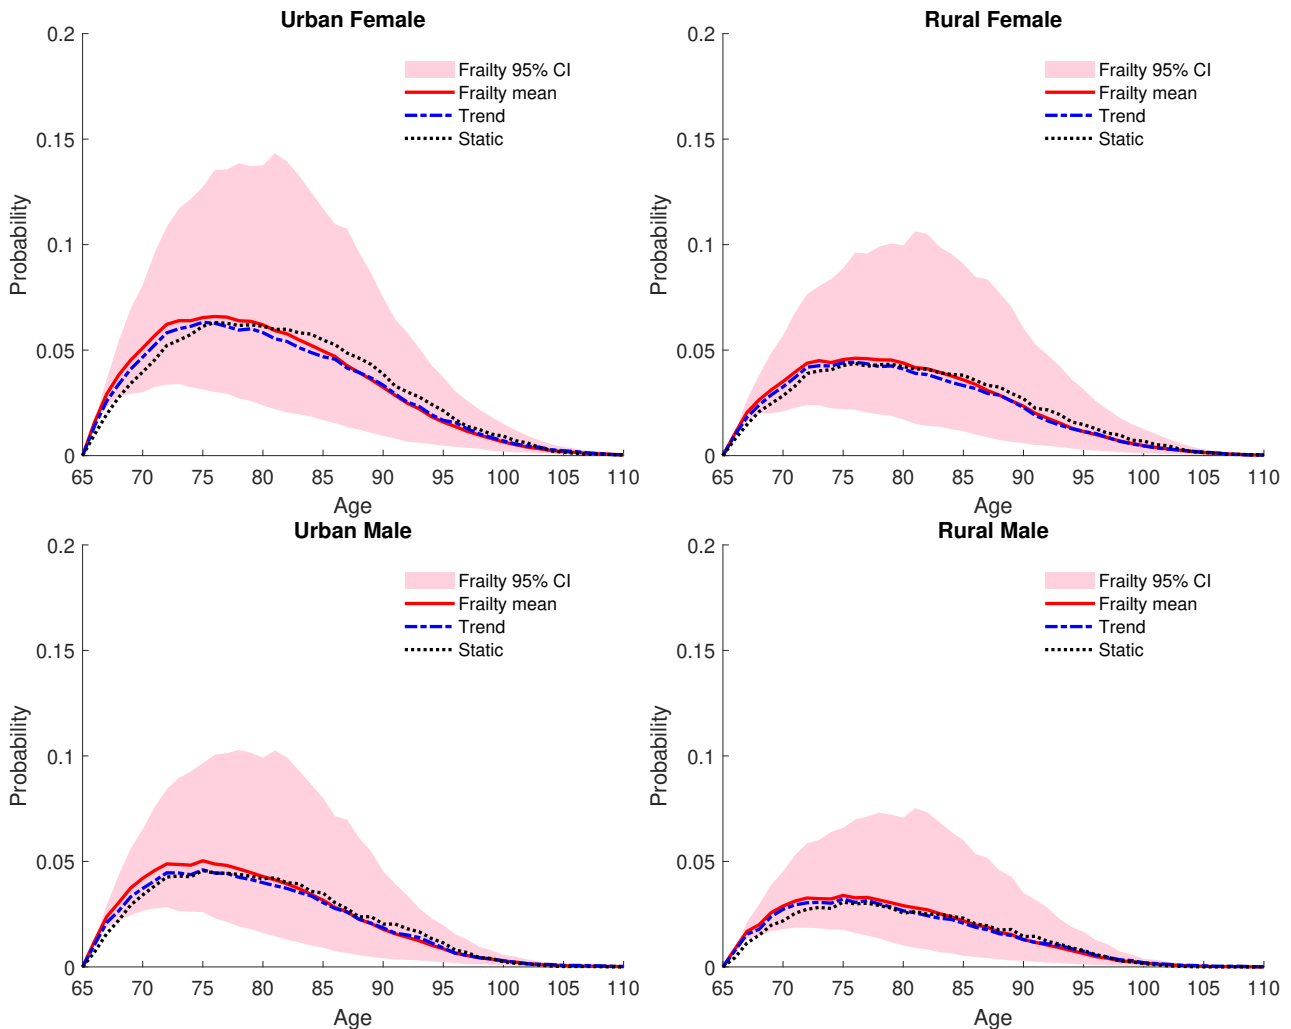 Urban Female
0.2
0.15
0.1
0.05
0
Probability
Frailty 95% CI
Frailty mean
Trend
Static
65 70 75 80 85 90 95 100 105 110
Age
Rural Female
0.2
0.15
0.1
0.05
0
Probability
Frailty 95% CI
Frailty mean
Trend
Static
65 70 75 80 85 90 95 100 105 110
Age
Urban Male
0.2
0.15
0.1
0.05
0
Probability
Frailty 95% CI
Frailty mean
Trend
Static
65 70 75 80 85 90 95 100 105 110
Age
Rural Male
0.2
0.15
0.1
0.05
0
Probability
Frailty 95% CI
Frailty mean
Trend
Static
65 70 75 80 85 90 95 100 105 110
Age